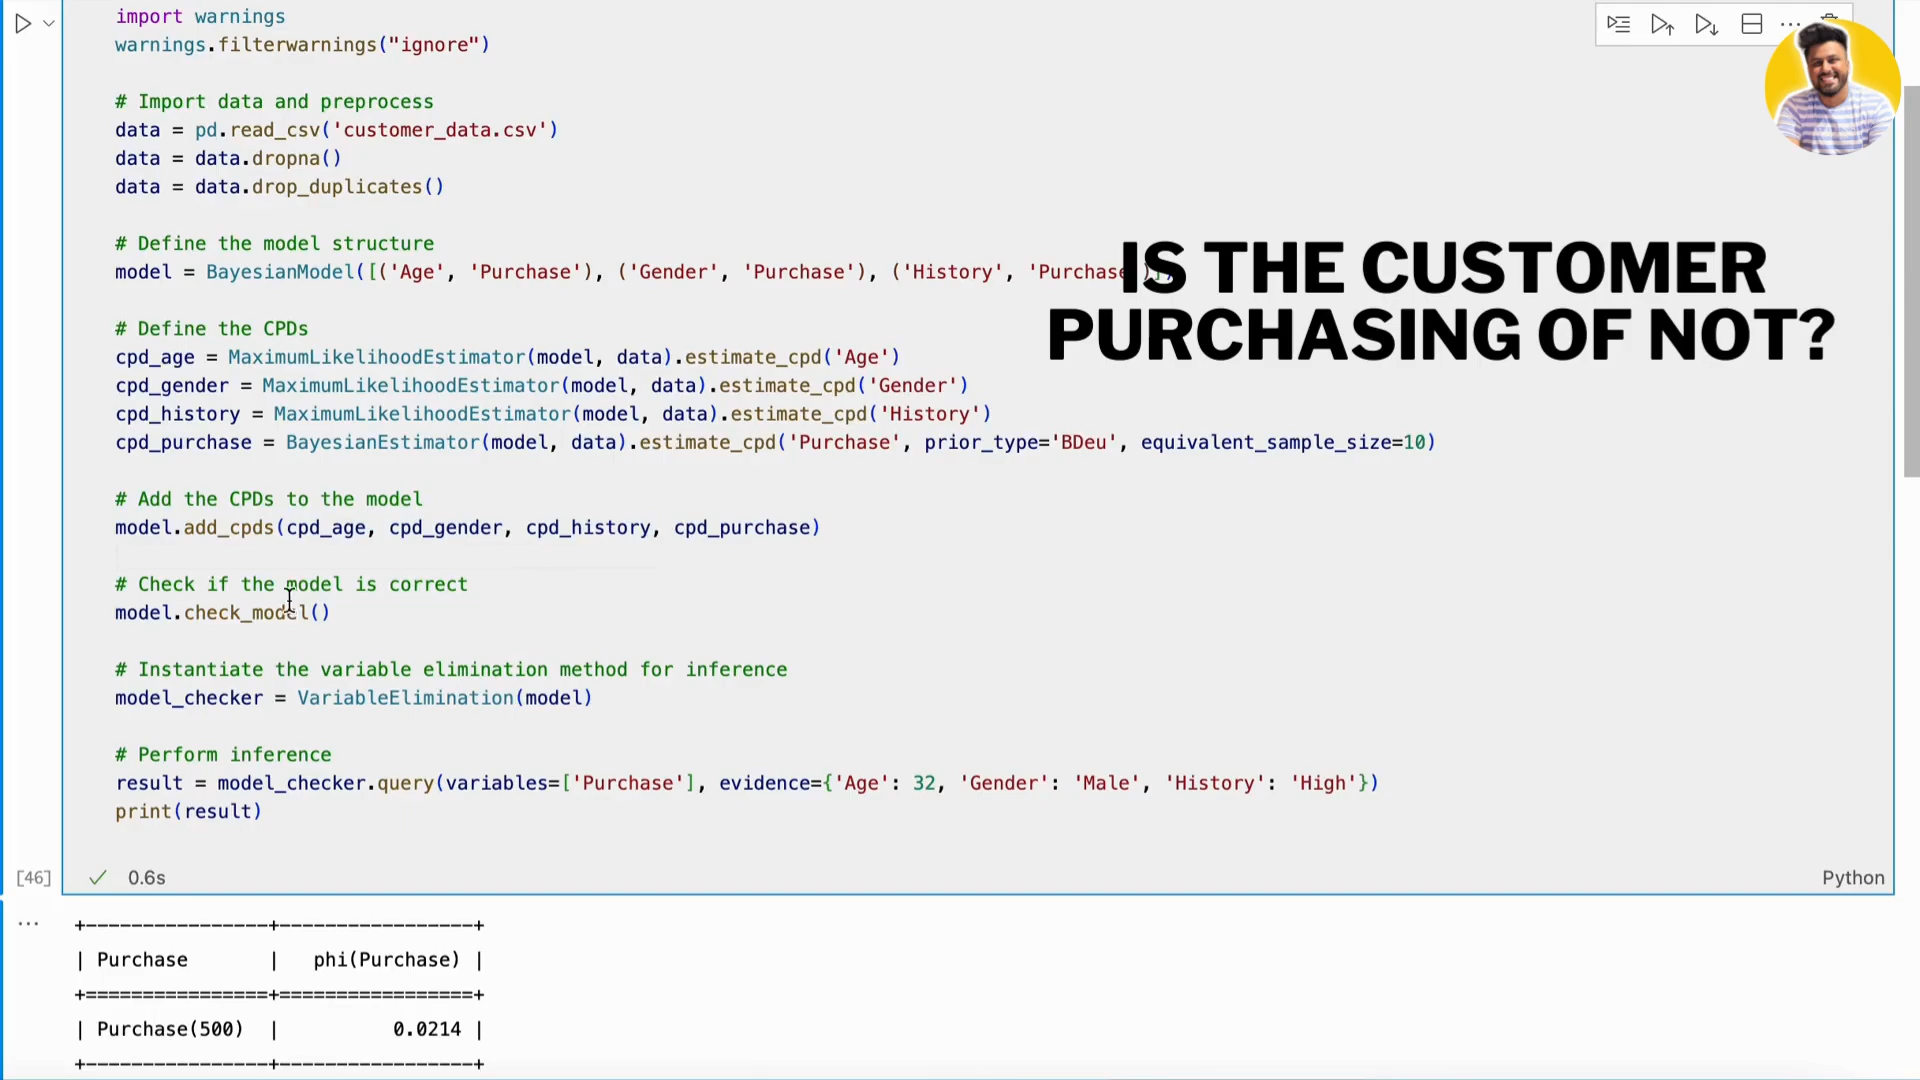 import warnings
warnings.filterwarnings("ignore")
# Import data and preprocess
data = pd.read_csv('customer_data.csv')
data = data.dropna()
data = data.drop_duplicates()
# Define the model structure
model = BayesianModel([('Age', 'Purchase'), ('Gender', 'Purchase'), ('History', 'Purchase')])
IS THE CUSTOMER
PURCHASING OF NOT?
# Define the CPDs
cpd_age = MaximumLikelihoodEstimator(model, data).estimate_cpd('Age')
cpd_gender = MaximumLikelihoodEstimator(model, data).estimate_cpd('Gender')
cpd_history = MaximumLikelihoodEstimator(model, data).estimate_cpd('History')
cpd_purchase = BayesianEstimator(model, data).estimate_cpd('Purchase', prior_type='BDeu', equivalent_sample_size=10)
# Add the CPDs to the model
model.add_cpds(cpd_age, cpd_gender, cpd_history, cpd_purchase)
# Check if the model is correct
model.check_model()
# Instantiate the variable elimination method for inference
model_checker = VariableElimination(model)
# Perform inference
result = model_checker.query(variables=['Purchase'], evidence={'Age': 32, 'Gender': 'Male', 'History': 'High'})
print(result)
[46] 0.6s Python
+---------------+-----------------+
| Purchase | phi(Purchase) |
+===============+=================+
| Purchase(500) | 0.0214 |
+---------------+-----------------+